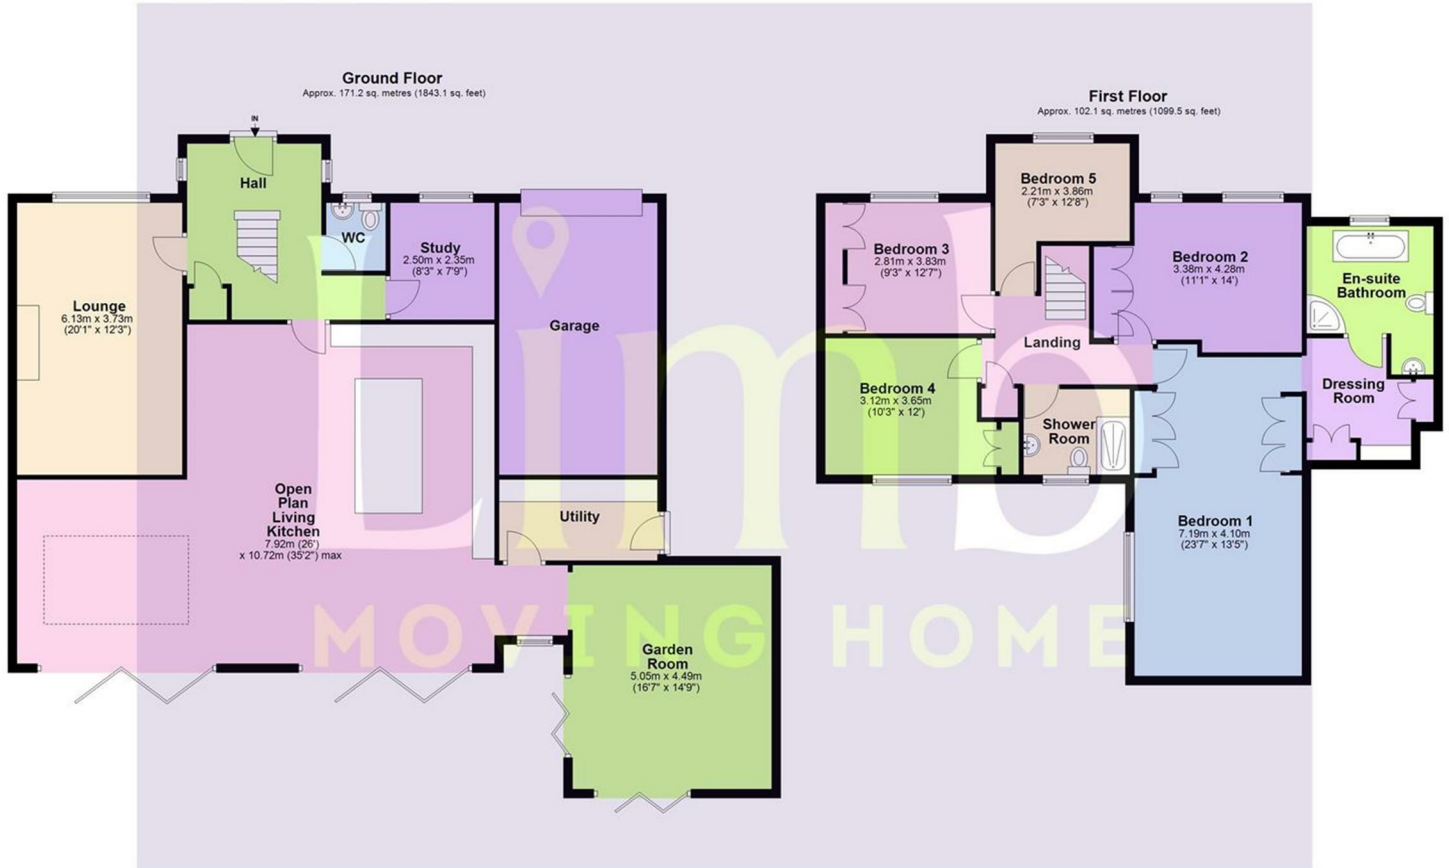 Ground Floor
Approx. 171.2 sq. metres (1843.1 sq. feet)
IN
Hall
WC
Study
2.50m x 2.35m
(8'3" x 7'9")
Lounge
6.13m x 3.73m
(20'1" x 12'3")
Garage
Open
Plan
Living
Kitchen
7.92m (26')
x 10.72m (35'2") max
Utility
Garden
Room
5.05m x 4.49m
(16'7" x 14'9")
First Floor
Approx. 102.1 sq. metres (1099.5 sq. feet)
Bedroom 5
2.21m x 3.86m
(7'3" x 12'8")
Bedroom 3
2.81m x 3.83m
(9'3" x 12'7")
Bedroom 2
3.38m x 4.28m
(11'1" x 14')
En-suite
Bathroom
Landing
Bedroom 4
3.12m x 3.65m
(10'3" x 12')
Dressing
Room
Shower
Room
Bedroom 1
7.19m x 4.10m
(23'7" x 13'5")
Limb
MOVING HOME